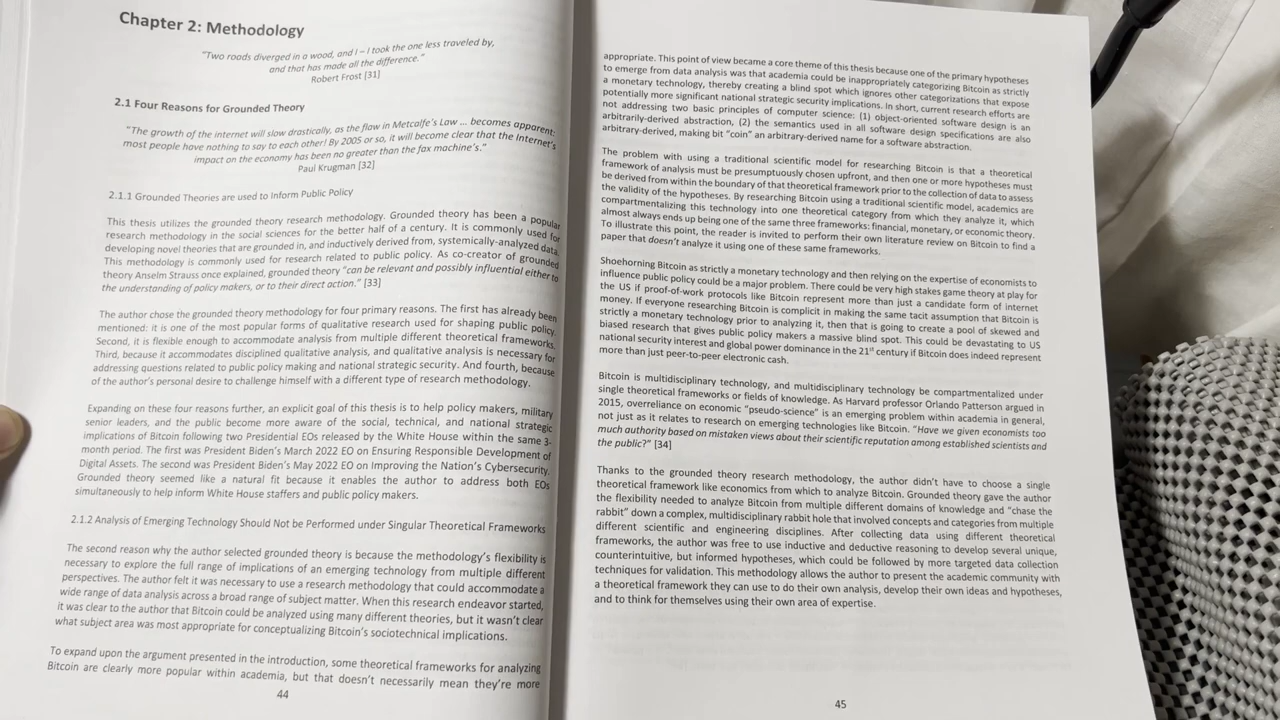 Chapter 2: Methodology
"Two roads diverged in a wood, and I – I took the one less traveled by,
and that has made all the difference."
Robert Frost [31]
2.1 Four Reasons for Grounded Theory
"The growth of the internet will slow drastically, as the flaw in Metcalfe's Law ... becomes apparent:
most people have nothing to say to each other! By 2005 or so, it will become clear that the Internet's
impact on the economy has been no greater than the fax machine's."
Paul Krugman [32]
2.1.1 Grounded Theories are used to Inform Public Policy
This thesis utilizes the grounded theory research methodology. Grounded theory has been a popular
research methodology in the social sciences for the better half of a century. It is commonly used for
developing novel theories that are grounded in, and inductively derived from, systemically-analyzed data.
This methodology is commonly used for research related to public policy. As co-creator of grounded
theory Anselm Strauss once explained, grounded theory "can be relevant and possibly influential either to
the understanding of policy makers, or to their direct action." [33]
The author chose the grounded theory methodology for four primary reasons. The first has already been
mentioned: it is one of the most popular forms of qualitative research used for shaping public policy.
Second, it is flexible enough to accommodate analysis from multiple different theoretical frameworks.
Third, because it accommodates disciplined qualitative analysis, and qualitative analysis is necessary for
addressing questions related to public policy making and national strategic security. And fourth, because
of the author's personal desire to challenge himself with a different type of research methodology.
Expanding on these four reasons further, an explicit goal of this thesis is to help policy makers, military
senior leaders, and the public become more aware of the social, technical, and national strategic
implications of Bitcoin following two Presidential EOs released by the White House within the same 3-
month period. The first was President Biden's March 2022 EO on Ensuring Responsible Development of
Digital Assets. The second was President Biden's May 2022 EO on Improving the Nation's Cybersecurity.
Grounded theory seemed like a natural fit because it enables the author to address both EOs
simultaneously to help inform White House staffers and public policy makers.
2.1.2 Analysis of Emerging Technology Should Not be Performed under Singular Theoretical Frameworks
The second reason why the author selected grounded theory is because the methodology's flexibility is
necessary to explore the full range of implications of an emerging technology from multiple different
perspectives. The author felt it was necessary to use a research methodology that could accommodate a
wide range of data analysis across a broad range of subject matter. When this research endeavor started,
it was clear to the author that Bitcoin could be analyzed using many different theories, but it wasn't clear
what subject area was most appropriate for conceptualizing Bitcoin's sociotechnical implications.
To expand upon the argument presented in the introduction, some theoretical frameworks for analyzing
Bitcoin are clearly more popular within academia, but that doesn't necessarily mean they're more
44
appropriate. This point of view became a core theme of this thesis because one of the primary hypotheses
to emerge from data analysis was that academia could be inappropriately categorizing Bitcoin as strictly
a monetary technology, thereby creating a blind spot which ignores other categorizations that expose
potentially more significant national strategic security implications. In short, current research efforts are
not addressing two basic principles of computer science: (1) object-oriented software design is an
arbitrarily-derived abstraction, (2) the semantics used in all software design specifications are also
arbitrary-derived, making bit "coin" an arbitrary-derived name for a software abstraction.
The problem with using a traditional scientific model for researching Bitcoin is that a theoretical
framework of analysis must be presumptuously chosen upfront, and then one or more hypotheses must
be derived from within the boundary of that theoretical framework prior to the collection of data to assess
the validity of the hypotheses. By researching Bitcoin using a traditional scientific model, academics are
compartmentalizing this technology into one theoretical category from which they analyze it, which
almost always ends up being one of the same three frameworks: financial, monetary, or economic theory.
To illustrate this point, the reader is invited to perform their own literature review on Bitcoin to find a
paper that doesn't analyze it using one of these same frameworks.
Shoehorning Bitcoin as strictly a monetary technology and then relying on the expertise of economists to
influence public policy could be a major problem. There could be very high stakes game theory at play for
the US if proof-of-work protocols like Bitcoin represent more than just a candidate form of internet
money. If everyone researching Bitcoin is complicit in making the same tacit assumption that Bitcoin is
strictly a monetary technology prior to analyzing it, then that is going to create a pool of skewed and
biased research that gives public policy makers a massive blind spot. This could be devastating to US
national security interest and global power dominance in the 21st century if Bitcoin does indeed represent
more than just peer-to-peer electronic cash.
Bitcoin is multidisciplinary technology, and multidisciplinary technology be compartmentalized under
single theoretical frameworks or fields of knowledge. As Harvard professor Orlando Patterson argued in
2015, overreliance on economic "pseudo-science" is an emerging problem within academia in general,
not just as it relates to research on emerging technologies like Bitcoin. "Have we given economists too
much authority based on mistaken views about their scientific reputation among established scientists and
the public?" [34]
Thanks to the grounded theory research methodology, the author didn't have to choose a single
theoretical framework like economics from which to analyze Bitcoin. Grounded theory gave the author
the flexibility needed to analyze Bitcoin from multiple different domains of knowledge and "chase the
rabbit" down a complex, multidisciplinary rabbit hole that involved concepts and categories from multiple
different scientific and engineering disciplines. After collecting data using different theoretical
frameworks, the author was free to use inductive and deductive reasoning to develop several unique,
counterintuitive, but informed hypotheses, which could be followed by more targeted data collection
techniques for validation. This methodology allows the author to present the academic community with
a theoretical framework they can use to do their own analysis, develop their own ideas and hypotheses,
and to think for themselves using their own area of expertise.
45